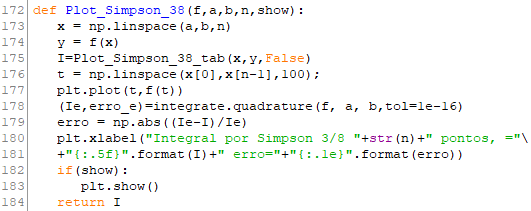 172 def Plot_Simpson_38(f,a,b,n,show):
173     x = np.linspace(a,b,n)
174     y = f(x)
175     I=Plot_Simpson_38_tab(x,y,False)
176     t = np.linspace(x[0],x[n-1],100);
177     plt.plot(t,f(t))
178     (Ie,erro_e)=integrate.quadrature(f, a, b,tol=1e-16)
179     erro = np.abs((Ie-I)/Ie)
180     plt.xlabel("Integral por Simpson 3/8 "+str(n)+" pontos, ="\
181     +"{:.5f}".format(I)+" erro="+"{:.1e}".format(erro))
182     if(show):
183         plt.show()
184     return I